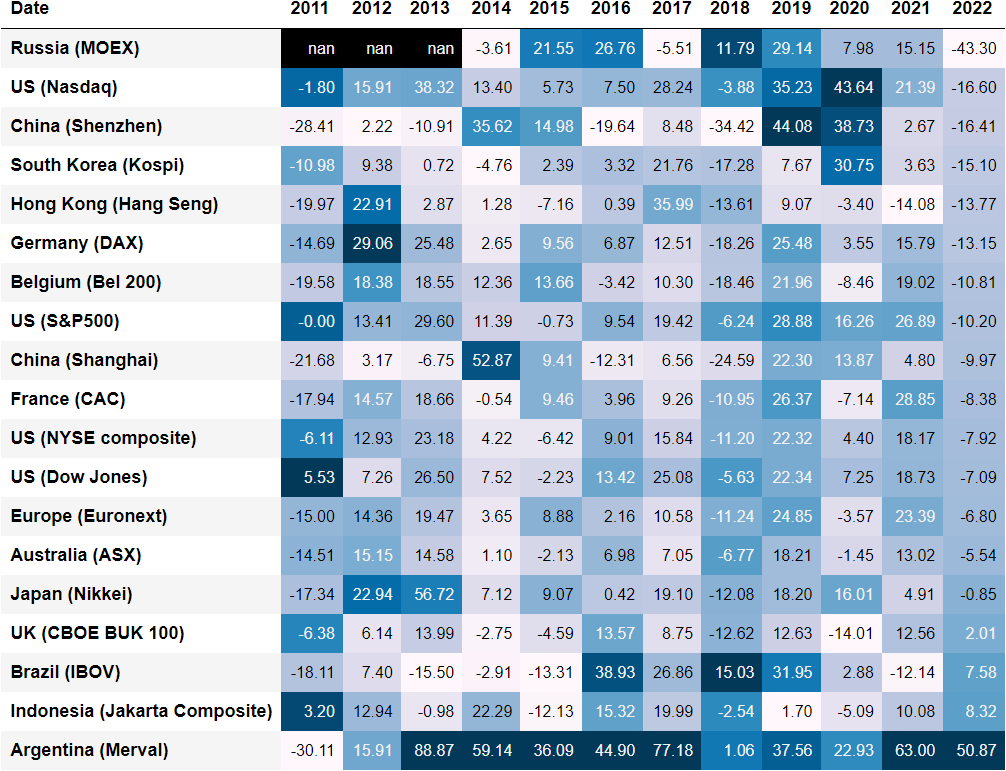 Date 2011 2012 2013 2014 2015 2016 2017 2018 2019 2020 2021 2022
Russia (MOEX) nan nan nan -3.61 21.55 26.76 -5.51 11.79 29.14 7.98 15.15 -43.30
US (Nasdaq) -1.80 15.91 38.32 13.40 5.73 7.50 28.24 -3.88 35.23 43.64 21.39 -16.60
China (Shenzhen) -28.41 2.22 -10.91 35.62 14.98 -19.64 8.48 -34.42 44.08 38.73 2.67 -16.41
South Korea (Kospi) -10.98 9.38 0.72 -4.76 2.39 3.32 21.76 -17.28 7.67 30.75 3.63 -15.10
Hong Kong (Hang Seng) -19.97 22.91 2.87 1.28 -7.16 0.39 35.99 -13.61 9.07 -3.40 -14.08 -13.77
Germany (DAX) -14.69 29.06 25.48 2.65 9.56 6.87 12.51 -18.26 25.48 3.55 15.79 -13.15
Belgium (Bel 200) -19.58 18.38 18.55 12.36 13.66 -3.42 10.30 -18.46 21.96 -8.46 19.02 -10.81
US (S&P500) -0.00 13.41 29.60 11.39 -0.73 9.54 19.42 -6.24 28.88 16.26 26.89 -10.20
China (Shanghai) -21.68 3.17 -6.75 52.87 9.41 -12.31 6.56 -24.59 22.30 13.87 4.80 -9.97
France (CAC) -17.94 14.57 18.66 -0.54 9.46 3.96 9.26 -10.95 26.37 -7.14 28.85 -8.38
US (NYSE composite) -6.11 12.93 23.18 4.22 -6.42 9.01 15.84 -11.20 22.32 4.40 18.17 -7.92
US (Dow Jones) 5.53 7.26 26.50 7.52 -2.23 13.42 25.08 -5.63 22.34 7.25 18.73 -7.09
Europe (Euronext) -15.00 14.36 19.47 3.65 8.88 2.16 10.58 -11.24 24.85 -3.57 23.39 -6.80
Australia (ASX) -14.51 15.15 14.58 1.10 -2.13 6.98 7.05 -6.77 18.21 -1.45 13.02 -5.54
Japan (Nikkei) -17.34 22.94 56.72 7.12 9.07 0.42 19.10 -12.08 18.20 16.01 4.91 -0.85
UK (CBOE BUK 100) -6.38 6.14 13.99 -2.75 -4.59 13.57 8.75 -12.62 12.63 -14.01 12.56 2.01
Brazil (IBOV) -18.11 7.40 -15.50 -2.91 -13.31 38.93 26.86 15.03 31.95 2.88 -12.14 7.58
Indonesia (Jakarta Composite) 3.20 12.94 -0.98 22.29 -12.13 15.32 19.99 -2.54 1.70 -5.09 10.08 8.32
Argentina (Merval) -30.11 15.91 88.87 59.14 36.09 44.90 77.18 1.06 37.56 22.93 63.00 50.87